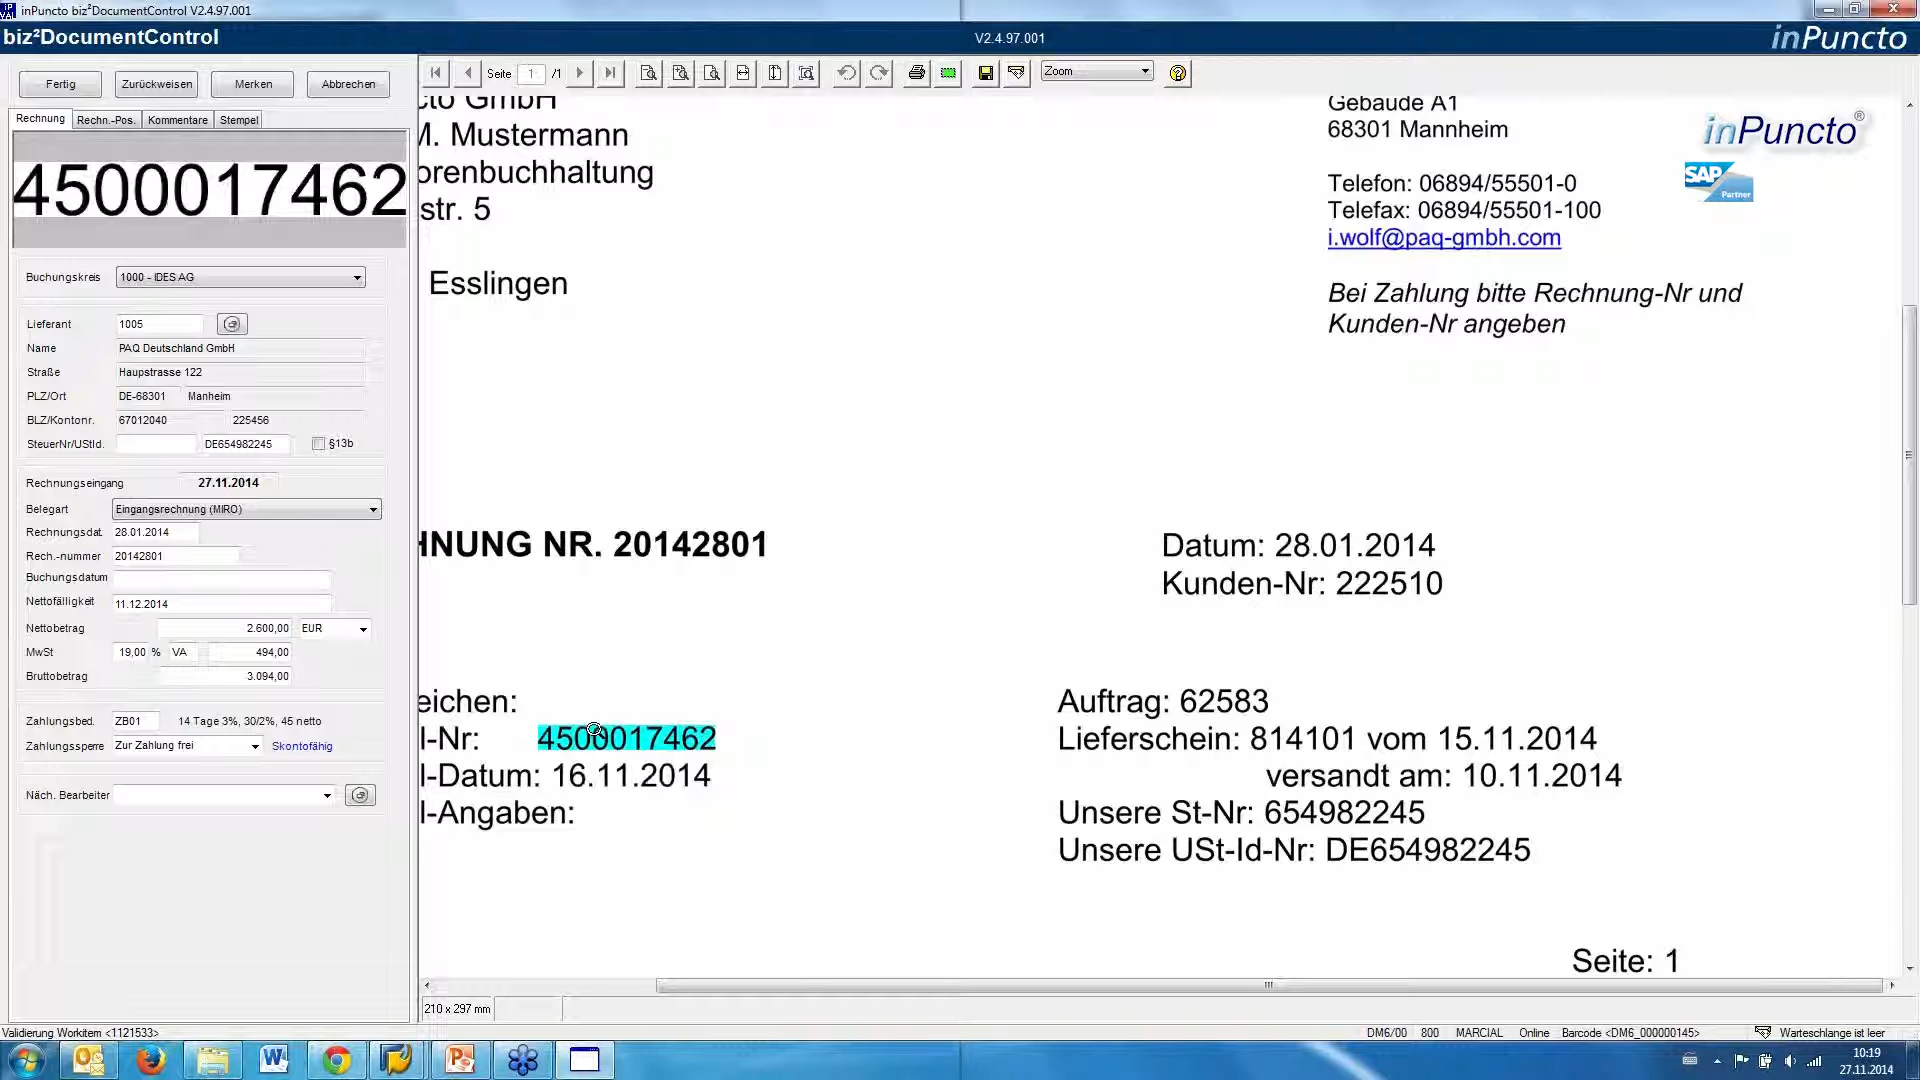 inPuncto biz²DocumentControl V2.4.97.001
biz²DocumentControl
V2.4.97.001
inPuncto
Fertig
Zurückweisen
Merken
Abbrechen
Seite 1 /1
Zoom
Rechnung
Rechn.-Pos.
Kommentare
Stempel
4500017462
Buchungskreis 1000 - IDES AG
Lieferant 1005
Name PAQ Deutschland GmbH
Straße Haupstrasse 122
PLZ/Ort DE-68301 Manheim
BLZ/Kontonr. 67012040 225456
SteuerNr/UStId. DE654982245 §13b
Rechnungseingang 27.11.2014
Belegart Eingangsrechnung (MIRO)
Rechnungsdat. 28.01.2014
Rech.-nummer 20142801
Buchungsdatum
Nettofälligkeit 11.12.2014
Nettobetrag 2.600,00 EUR
MwSt 19,00 % VA 494,00
Bruttobetrag 3.094,00
Zahlungsbed. ZB01 14 Tage 3%, 30/2%, 45 netto
Zahlungssperre Zur Zahlung frei Skontofähig
Näch. Bearbeiter
cto GmbH
M. Mustermann
orenbuchhaltung
str. 5
Esslingen
Gebäude A1
68301 Mannheim
Telefon: 06894/55501-0
Telefax: 06894/55501-100
i.wolf@paq-gmbh.com
Bei Zahlung bitte Rechnung-Nr und
Kunden-Nr angeben
inPuncto®
SAP
Partner
HNUNG NR. 20142801
Datum: 28.01.2014
Kunden-Nr: 222510
eichen:
l-Nr: 4500017462
l-Datum: 16.11.2014
l-Angaben:
Auftrag: 62583
Lieferschein: 814101 vom 15.11.2014
versandt am: 10.11.2014
Unsere St-Nr: 654982245
Unsere USt-Id-Nr: DE654982245
Seite: 1
210 x 297 mm
Validierung Workitem <1121533>
DM6/00 800 MARCIAL Online Barcode <DM6_000000145> Warteschlange ist leer
10:19
27.11.2014